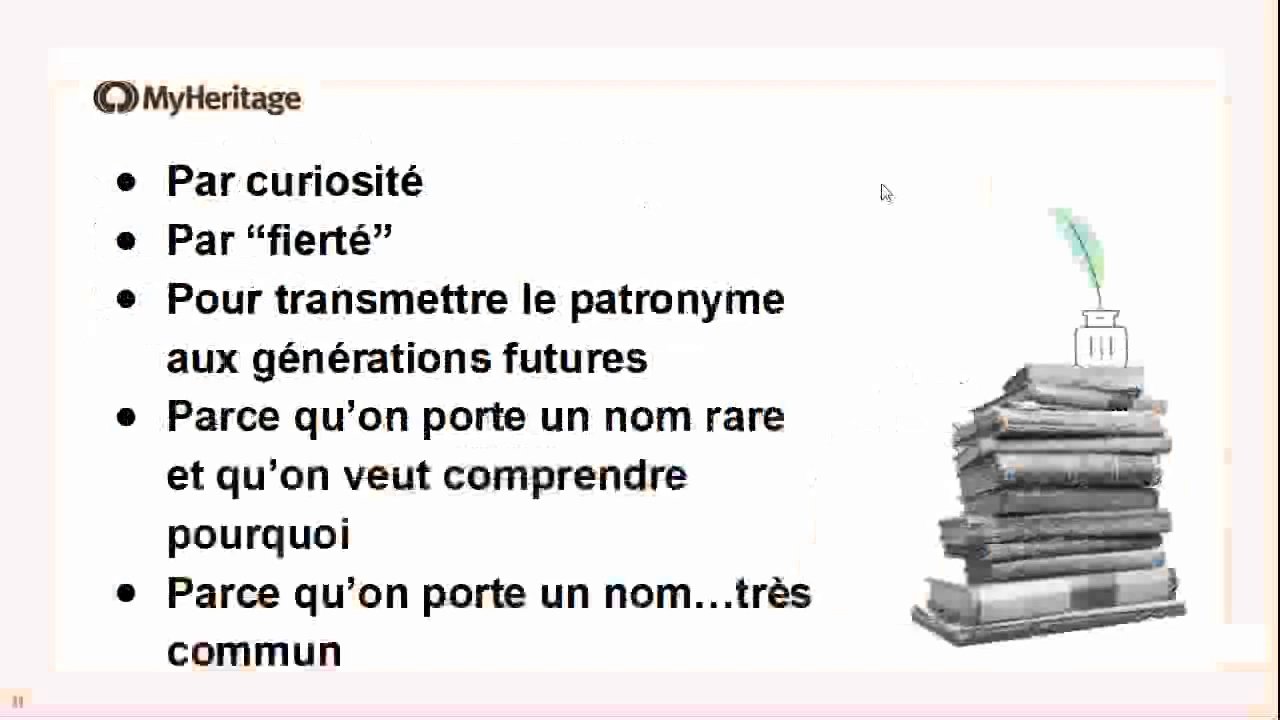 MyHeritage
● Par curiosité
● Par “fierté”
● Pour transmettre le patronyme
aux générations futures
● Parce qu’on porte un nom rare
et qu’on veut comprendre
pourquoi
● Parce qu’on porte un nom…très
commun